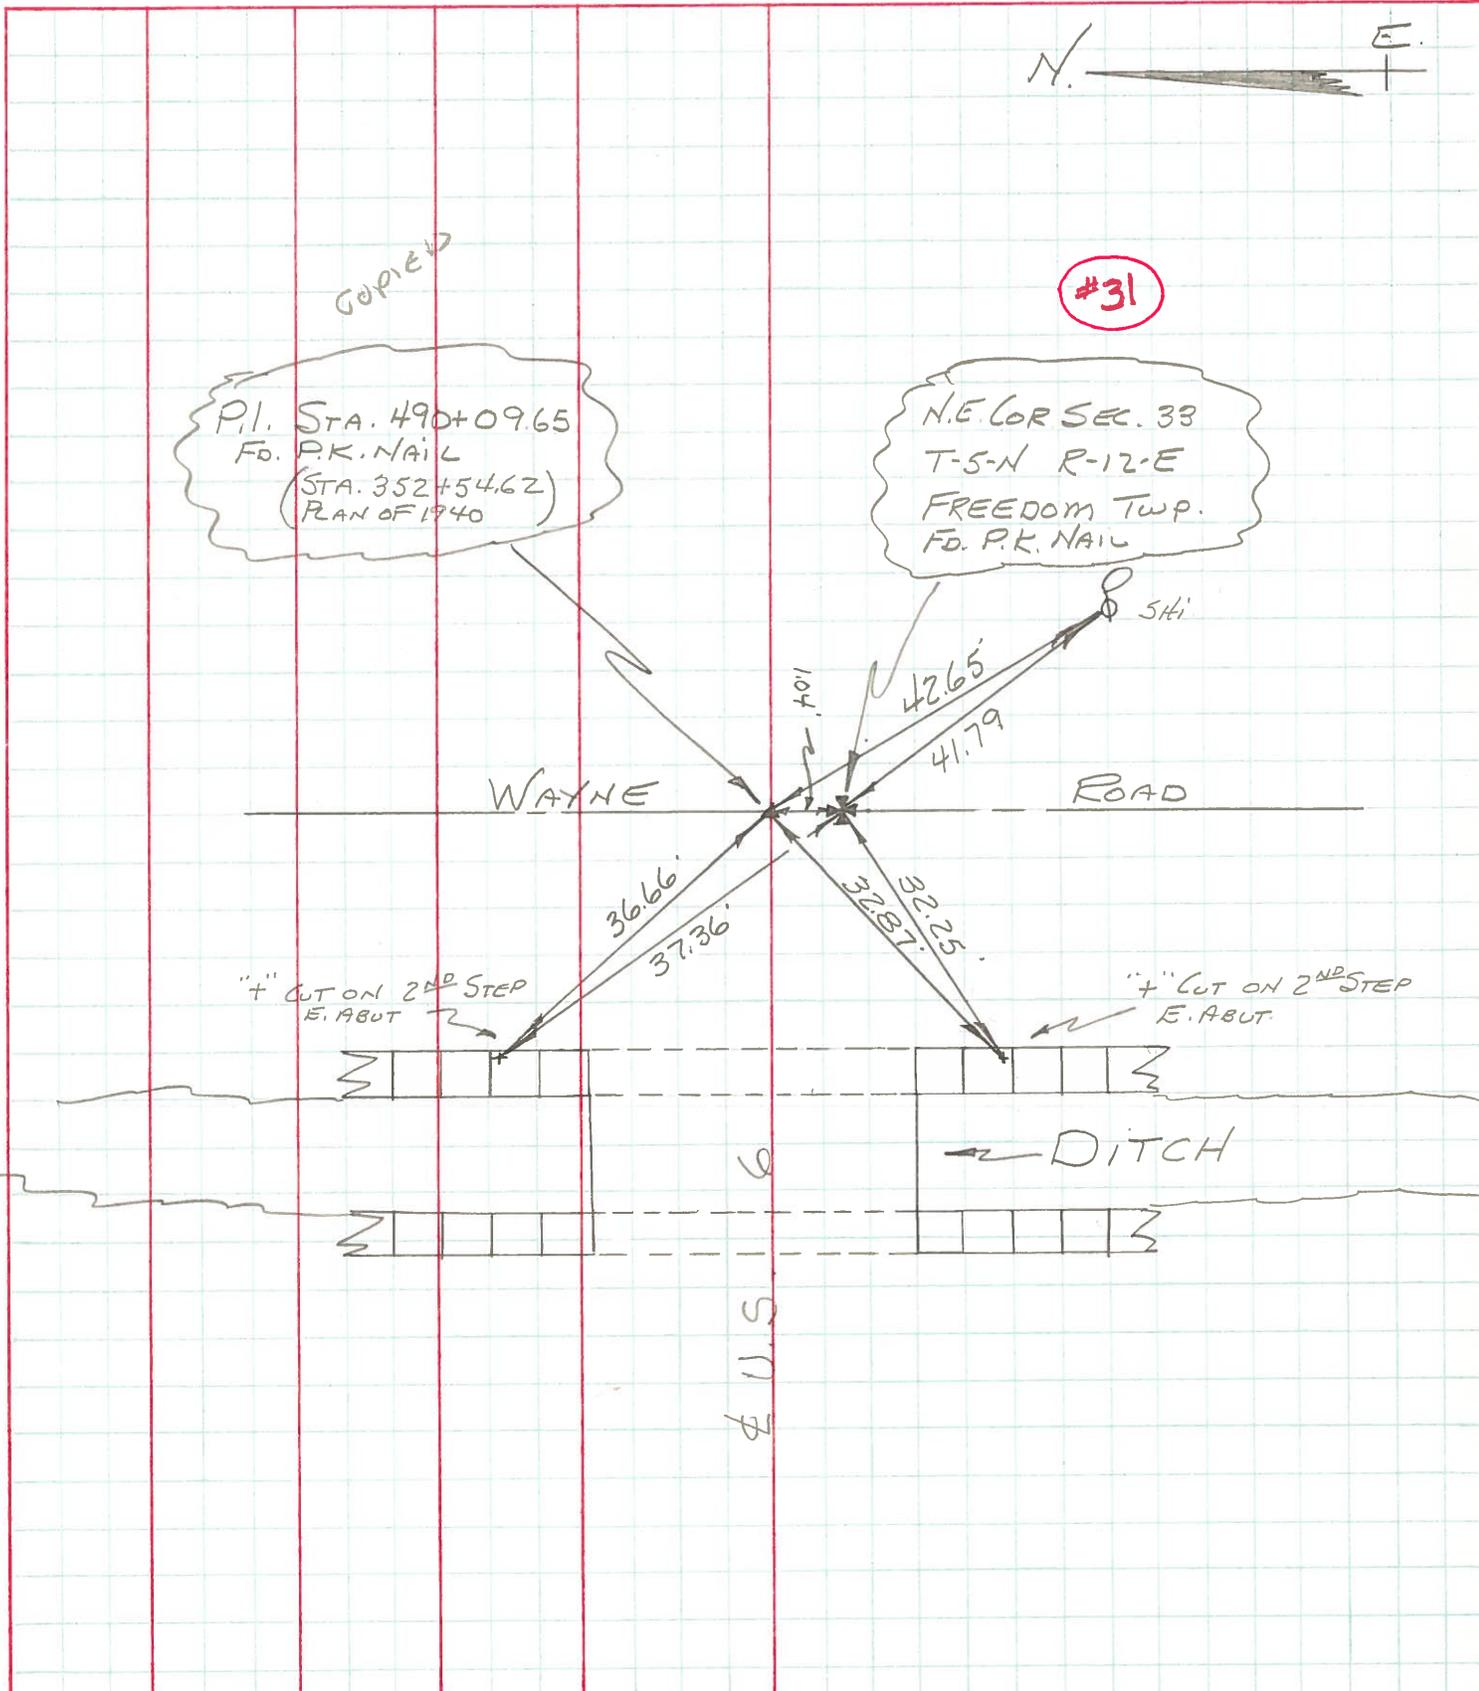 N.
E.
COPIED
#31
P.I. STA. 490+09.65
FD. P.K. NAIL
(STA. 352+54.62)
PLAN OF 1940
N.E. COR SEC. 33
T-5-N R-12-E
FREEDOM TWP.
FD. P.K. NAIL
42.65'
1.04'
41.79
WAYNE ROAD
36.66'
37.36'
32.87'
32.25
"+" CUT ON 2ND STEP
E. ABUT
"+" CUT ON 2ND STEP
E. ABUT.
DITCH
℄ U.S. 6